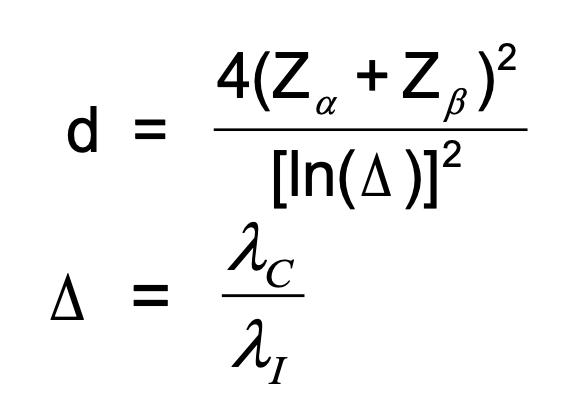 d = 4(Z_α + Z_β)² / [ln(Δ)]²
Δ = λ_C / λ_I